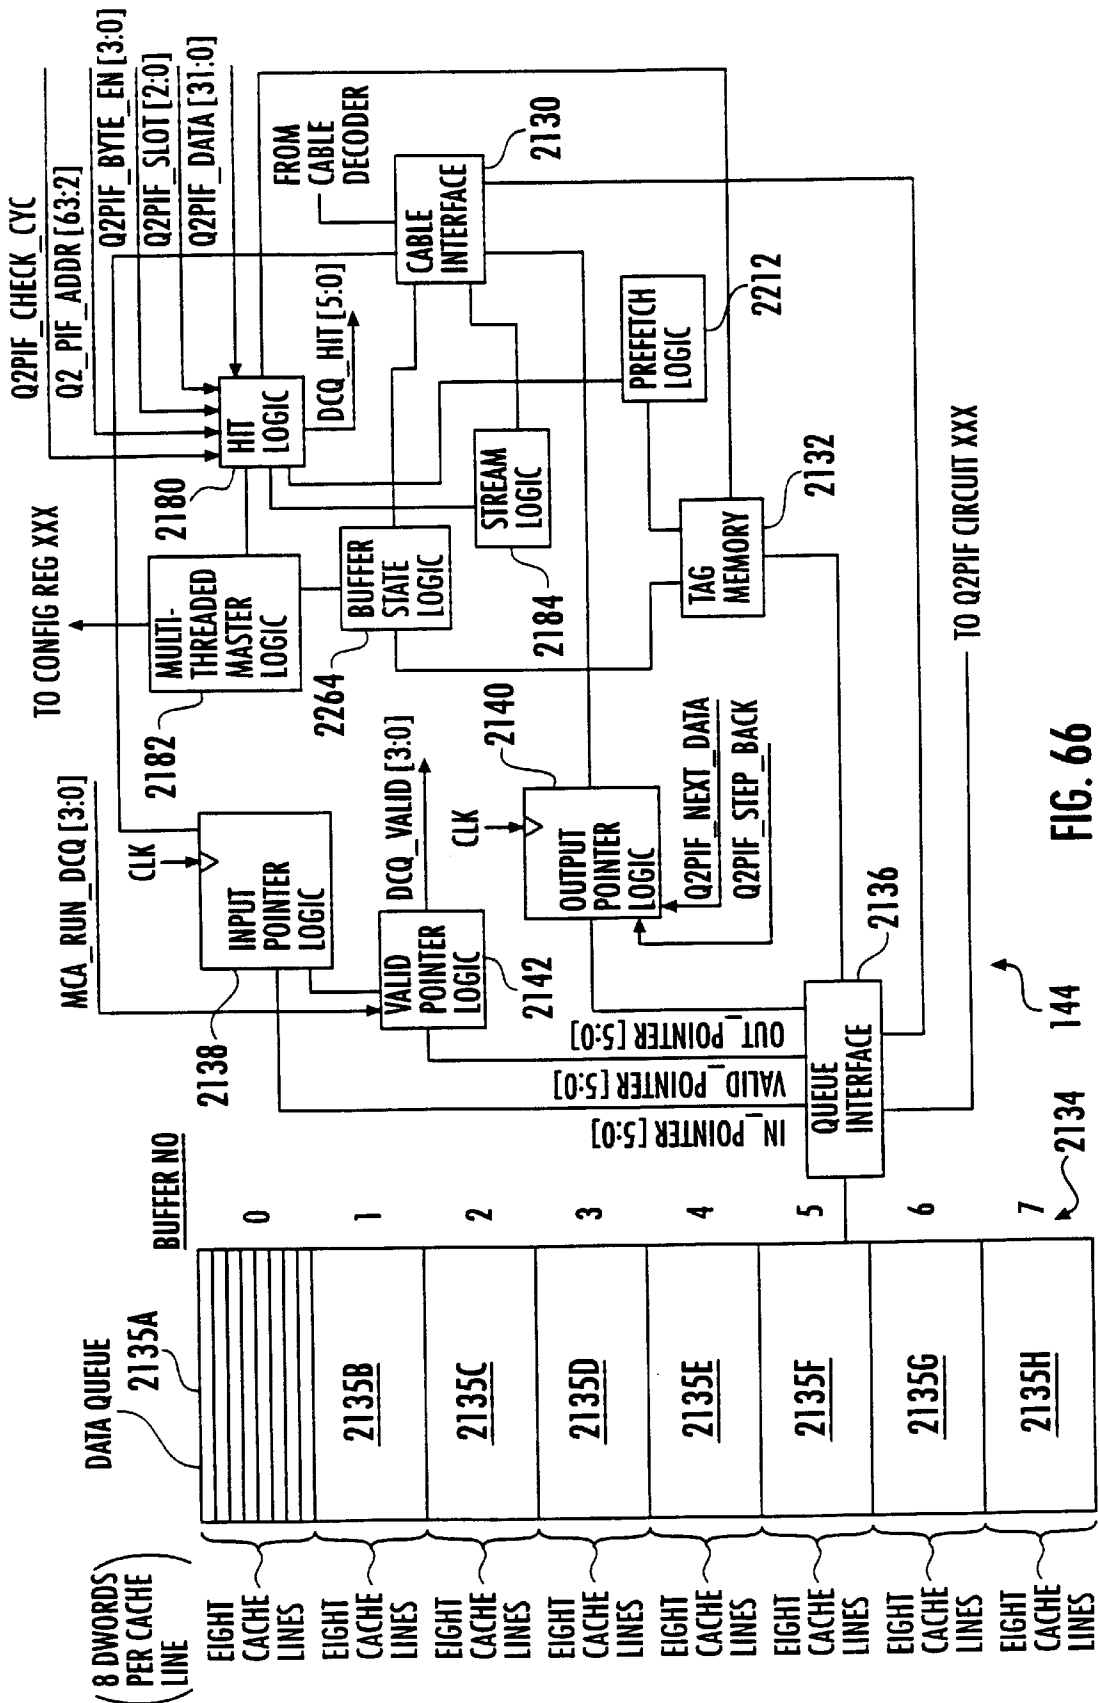 (8 DWORDS
PER CACHE
LINE)
DATA QUEUE
2135A
BUFFER NO
EIGHT
CACHE
LINES
0
EIGHT
CACHE
LINES
2135B
1
EIGHT
CACHE
LINES
2135C
2
EIGHT
CACHE
LINES
2135D
3
EIGHT
CACHE
LINES
2135E
4
EIGHT
CACHE
LINES
2135F
5
EIGHT
CACHE
LINES
2135G
6
EIGHT
CACHE
LINES
2135H
7
2134
144
MCA_RUN_DCQ [3:0]
CLK
INPUT
POINTER
LOGIC
2138
VALID
POINTER
LOGIC
2142
DCQ_VALID [3:0]
CLK
OUTPUT
POINTER
LOGIC
2140
Q2PIF_NEXT_DATA
Q2PIF_STEP_BACK
IN_POINTER [5:0]
VALID_POINTER [5:0]
OUT_POINTER [5:0]
QUEUE
INTERFACE
2136
TO CONFIG REG XXX
MULTI-
THREADED
MASTER
LOGIC
2182
2180
HIT
LOGIC
DCQ_HIT [5:0]
BUFFER
STATE
LOGIC
2264
STREAM
LOGIC
2184
TAG
MEMORY
2132
PREFETCH
LOGIC
2212
Q2PIF_CHECK_CYC
Q2_PIF_ADDR [63:2]
Q2PIF_BYTE_EN [3:0]
Q2PIF_SLOT [2:0]
Q2PIF_DATA [31:0]
FROM
CABLE
DECODER
CABLE
INTERFACE
2130
TO Q2PIF CIRCUIT XXX
FIG. 66